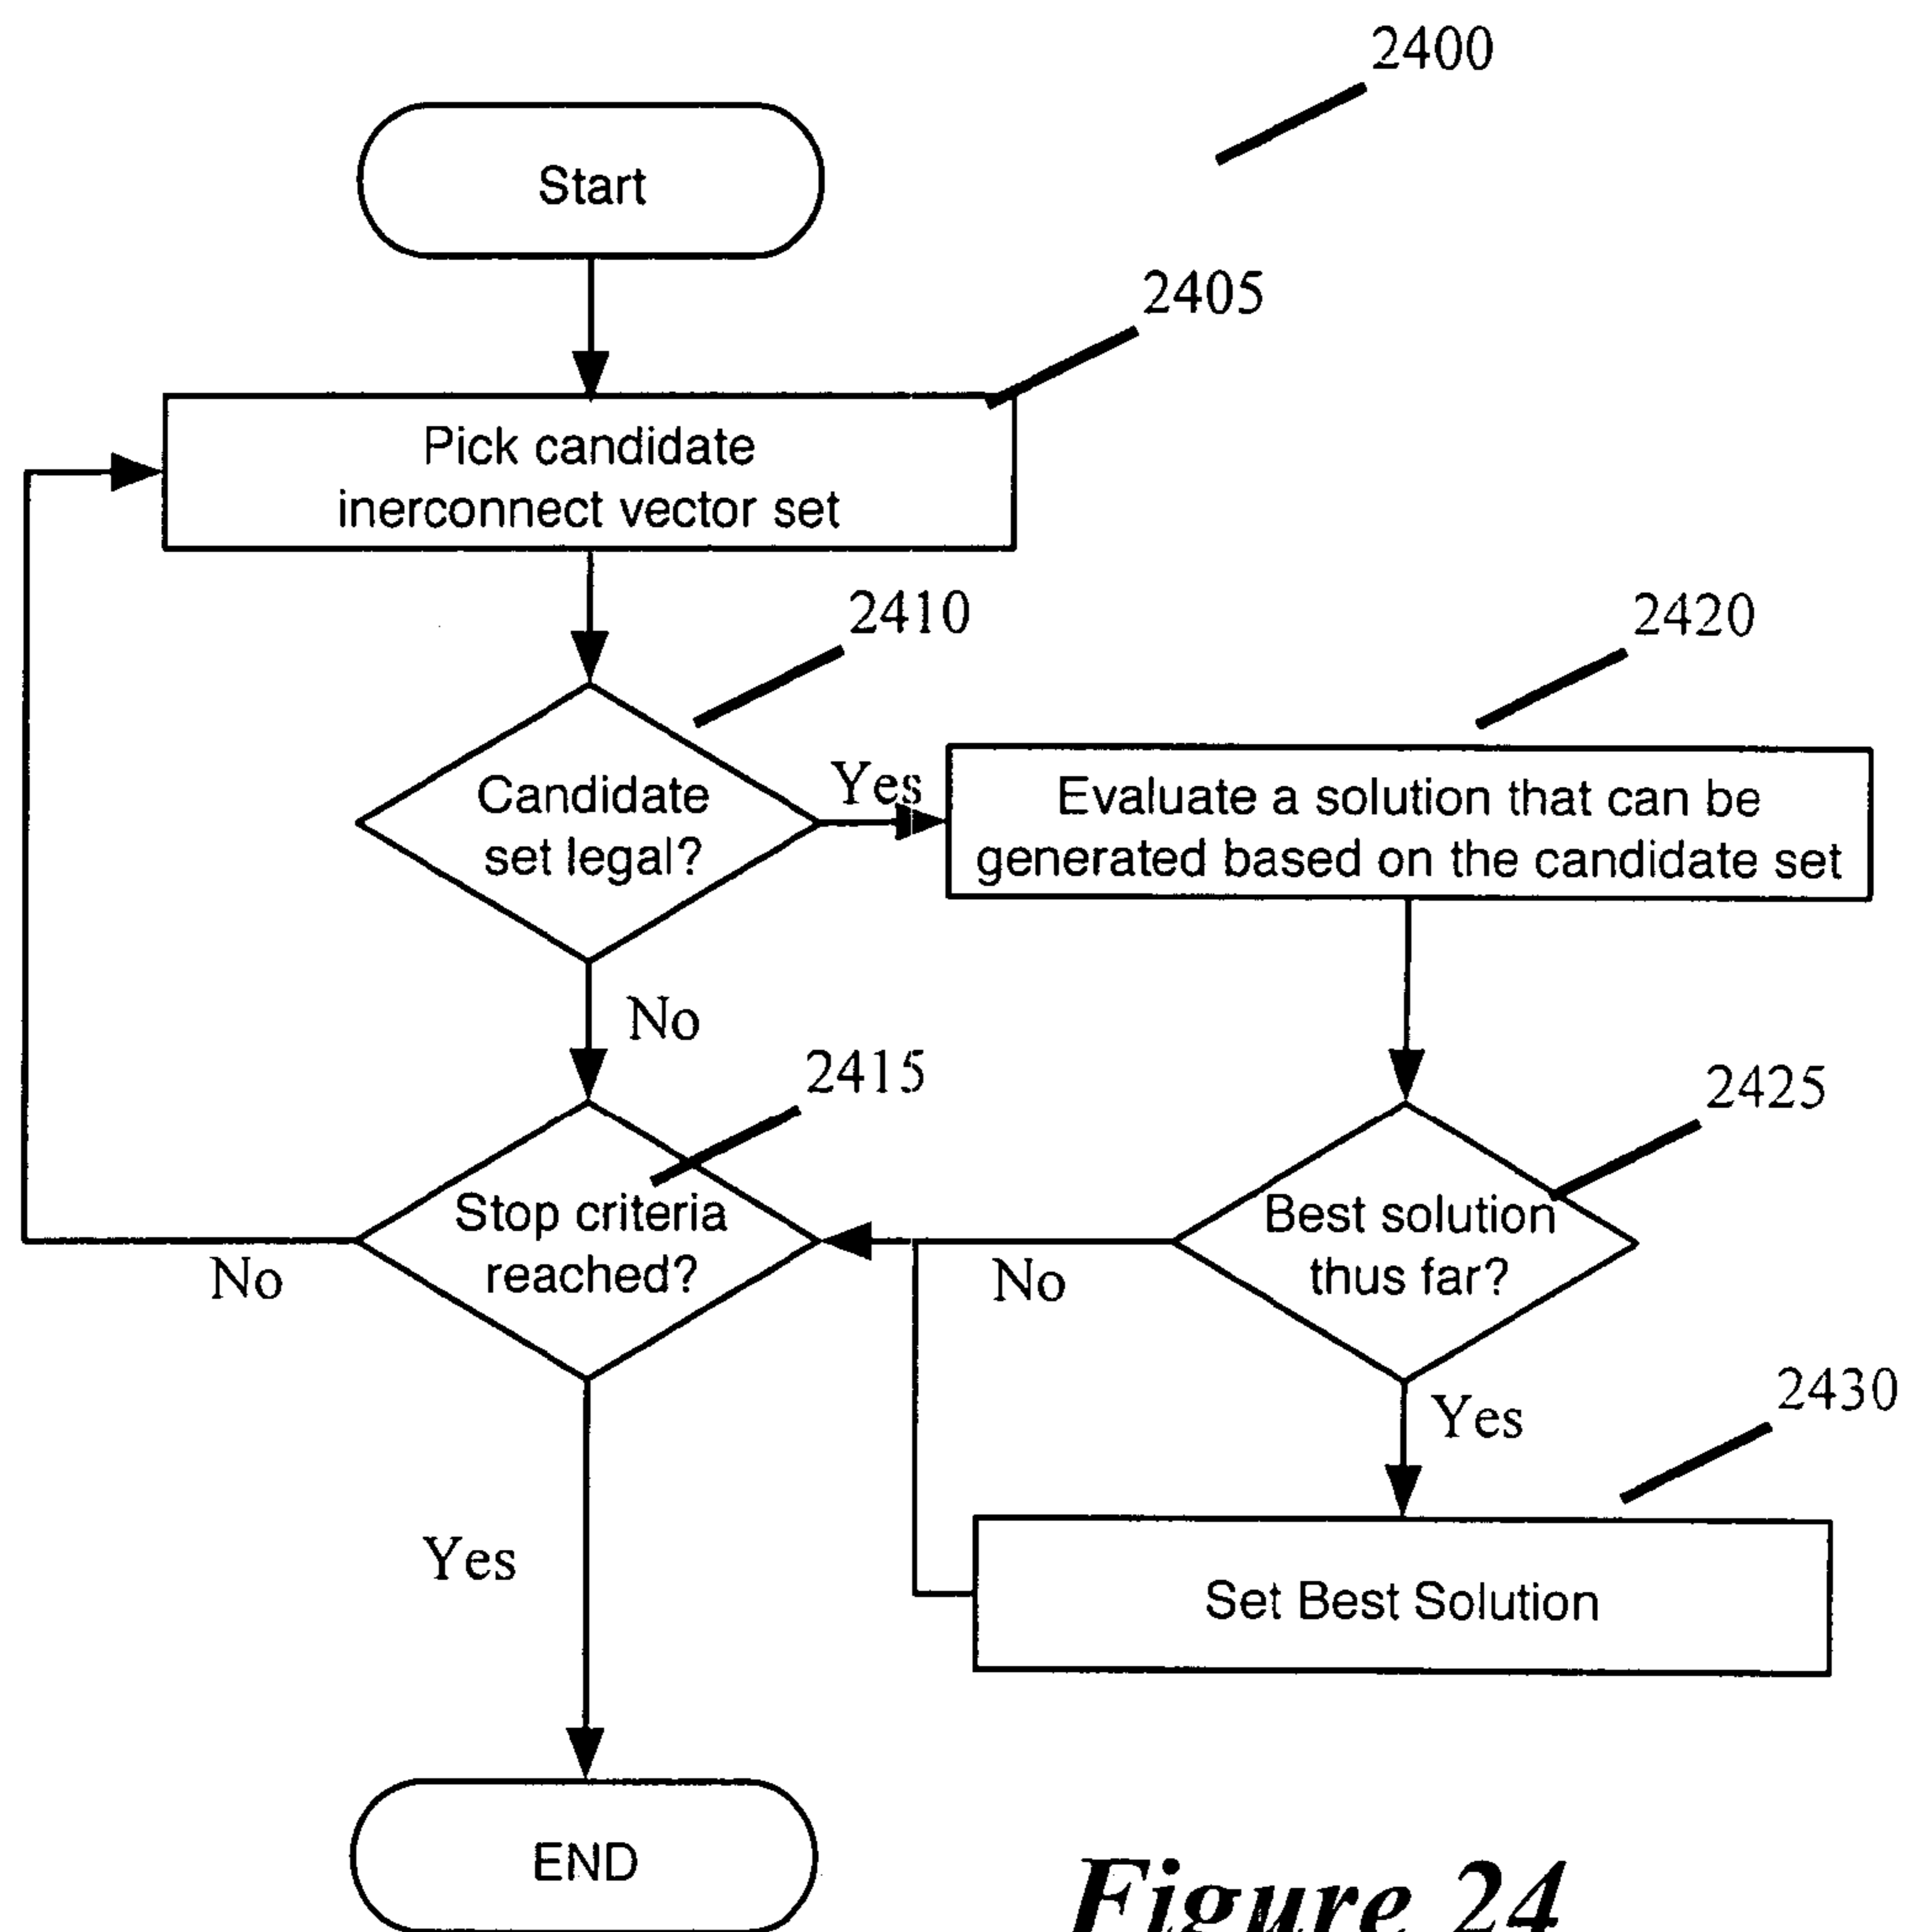 2400
Start
2405
Pick candidate
inerconnect vector set
2410
2420
Candidate
set legal?
Yes
Evaluate a solution that can be
generated based on the candidate set
No
2415
2425
Stop criteria
reached?
No
No
Best solution
thus far?
Yes
2430
Yes
Set Best Solution
END
Figure 24